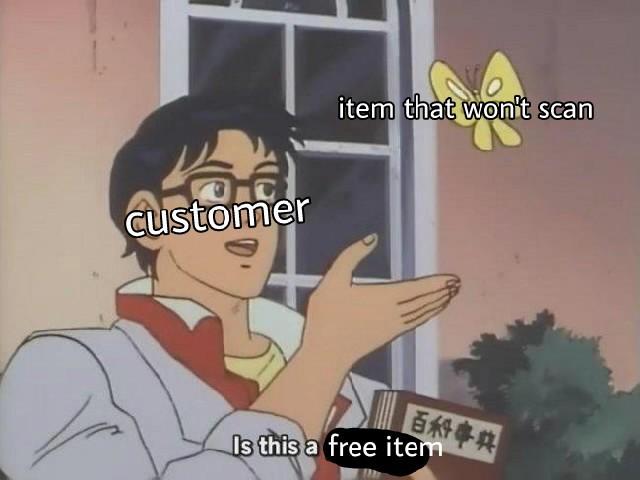 item that won't scan
customer
百科事典
Is this a free item